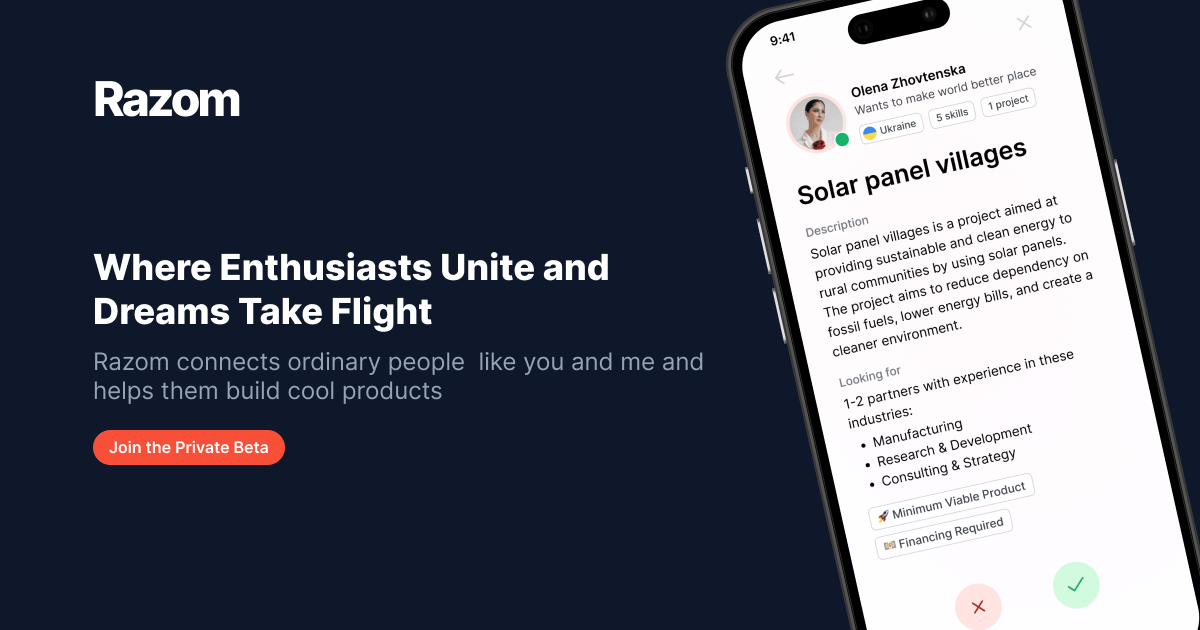 Razom
Where Enthusiasts Unite and
Dreams Take Flight
Razom connects ordinary people  like you and me and
helps them build cool products
Join the Private Beta
9:41
Olena Zhovtenska
Wants to make world better place
Ukraine
5 skills
1 project
Solar panel villages
Description
Solar panel villages is a project aimed at
providing sustainable and clean energy to
rural communities by using solar panels.
The project aims to reduce dependency on
fossil fuels, lower energy bills, and create a
cleaner environment.
Looking for
1-2 partners with experience in these
industries:
• Manufacturing
• Research & Development
• Consulting & Strategy
🚀 Minimum Viable Product
💴 Financing Required